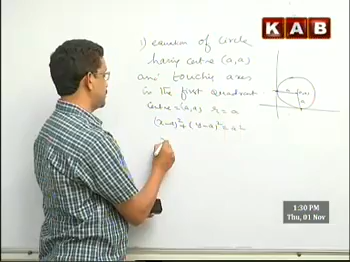 KAB
1) equation of circle
having centre (a,a)
and touching axes
in the first quadrant
centre = (a,a) r = a
(x-a)² + (y-a)² = a²
1:30 PM
Thu, 01 Nov